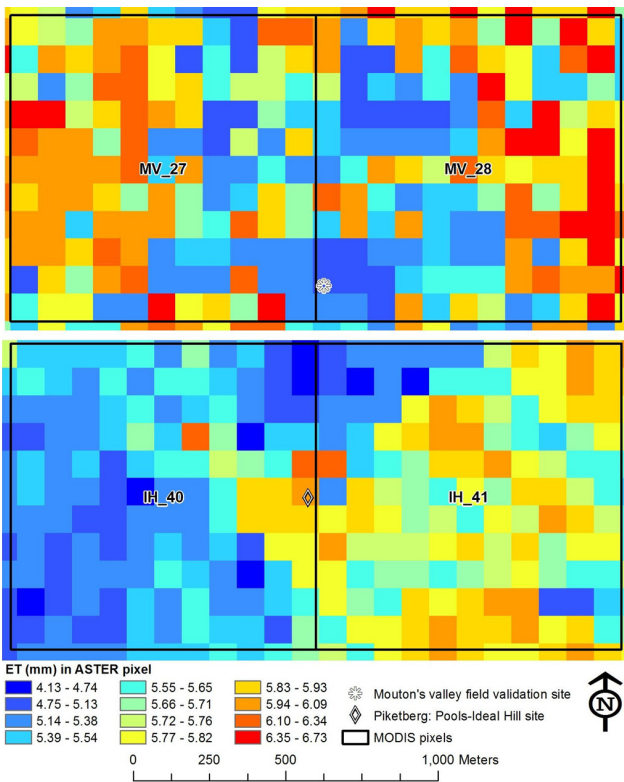 MV_27 MV_28
IH_40 IH_41
ET (mm) in ASTER pixel
4.13 - 4.74 5.55 - 5.65 5.83 - 5.93
4.75 - 5.13 5.66 - 5.71 5.94 - 6.09
5.14 - 5.38 5.72 - 5.76 6.10 - 6.34
5.39 - 5.54 5.77 - 5.82 6.35 - 6.73
Mouton's valley field validation site
Piketberg: Pools-Ideal Hill site
MODIS pixels
N
0 250 500 1,000 Meters